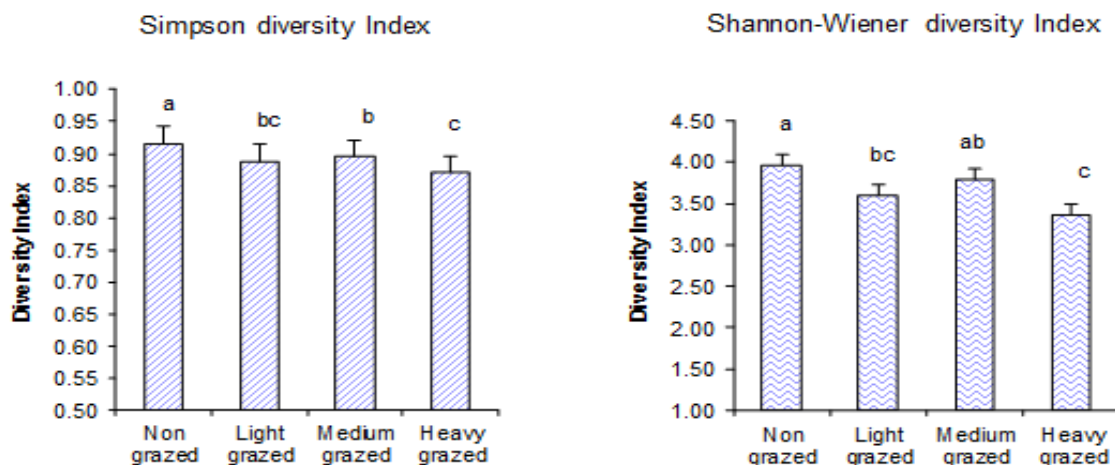 Simpson diversity Index
1.00
0.95
0.90
0.85
0.80
0.75
0.70
0.65
0.60
0.55
0.50
Diversity Index
a
bc
b
c
Non grazed
Light grazed
Medium grazed
Heavy grazed
Shannon-Wiener diversity Index
4.50
4.00
3.50
3.00
2.50
2.00
1.50
1.00
Diversity Index
a
bc
ab
c
Non grazed
Light grazed
Medium grazed
Heavy grazed